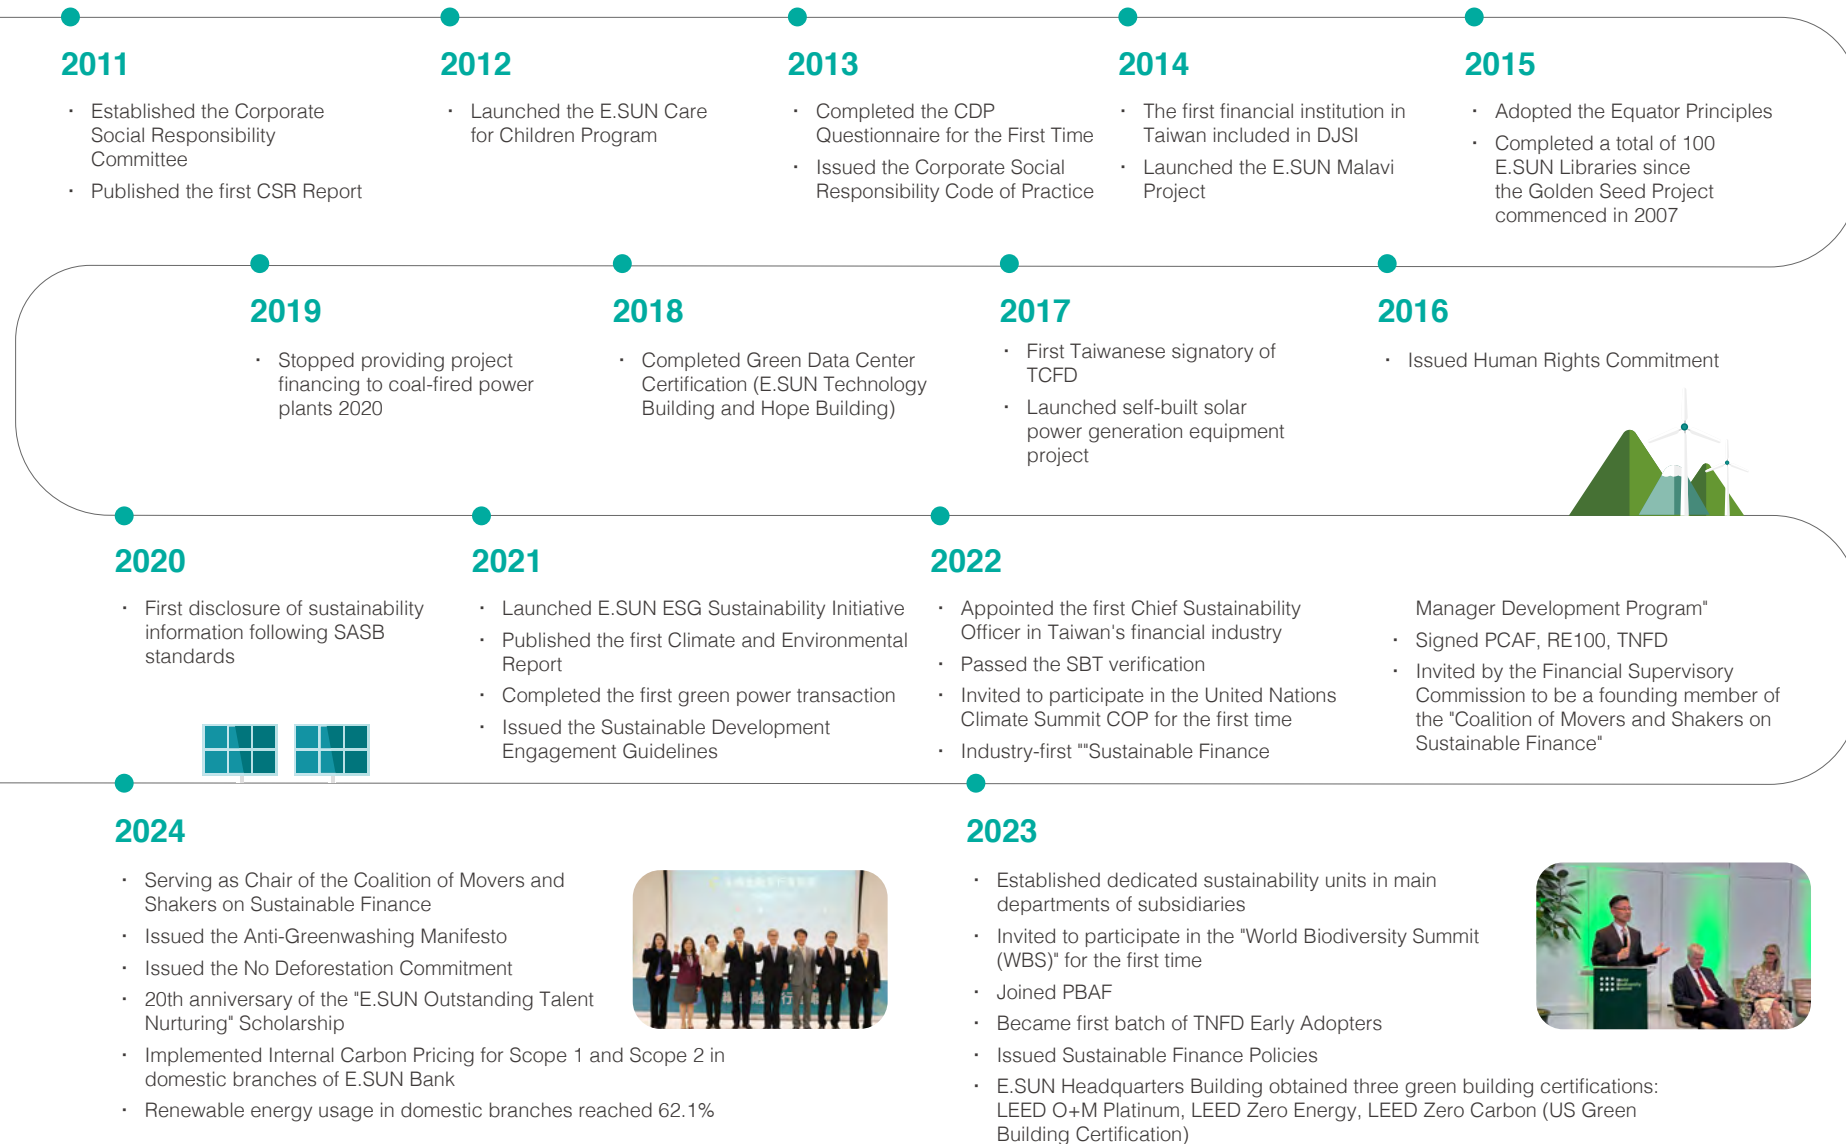 2011
· Established the Corporate
Social Responsibility
Committee
· Published the first CSR Report
2012
· Launched the E.SUN Care
for Children Program
2013
· Completed the CDP
Questionnaire for the First Time
· Issued the Corporate Social
Responsibility Code of Practice
2014
· The first financial institution in
Taiwan included in DJSI
· Launched the E.SUN Malavi
Project
2015
· Adopted the Equator Principles
· Completed a total of 100
E.SUN Libraries since
the Golden Seed Project
commenced in 2007
2016
· Issued Human Rights Commitment
2017
· First Taiwanese signatory of
TCFD
· Launched self-built solar
power generation equipment
project
2018
· Completed Green Data Center
Certification (E.SUN Technology
Building and Hope Building)
2019
· Stopped providing project
financing to coal-fired power
plants 2020
2020
· First disclosure of sustainability
information following SASB
standards
2021
· Launched E.SUN ESG Sustainability Initiative
· Published the first Climate and Environmental
Report
· Completed the first green power transaction
· Issued the Sustainable Development
Engagement Guidelines
2022
· Appointed the first Chief Sustainability
Officer in Taiwan's financial industry
· Passed the SBT verification
· Invited to participate in the United Nations
Climate Summit COP for the first time
· Industry-first ""Sustainable Finance
Manager Development Program"
· Signed PCAF, RE100, TNFD
· Invited by the Financial Supervisory
Commission to be a founding member of
the "Coalition of Movers and Shakers on
Sustainable Finance"
2023
· Established dedicated sustainability units in main
departments of subsidiaries
· Invited to participate in the "World Biodiversity Summit
(WBS)" for the first time
· Joined PBAF
· Became first batch of TNFD Early Adopters
· Issued Sustainable Finance Policies
· E.SUN Headquarters Building obtained three green building certifications:
LEED O+M Platinum, LEED Zero Energy, LEED Zero Carbon (US Green
Building Certification)
World
Biodiversity
Summit
2024
· Serving as Chair of the Coalition of Movers and
Shakers on Sustainable Finance
· Issued the Anti-Greenwashing Manifesto
· Issued the No Deforestation Commitment
· 20th anniversary of the "E.SUN Outstanding Talent
Nurturing" Scholarship
· Implemented Internal Carbon Pricing for Scope 1 and Scope 2 in
domestic branches of E.SUN Bank
· Renewable energy usage in domestic branches reached 62.1%